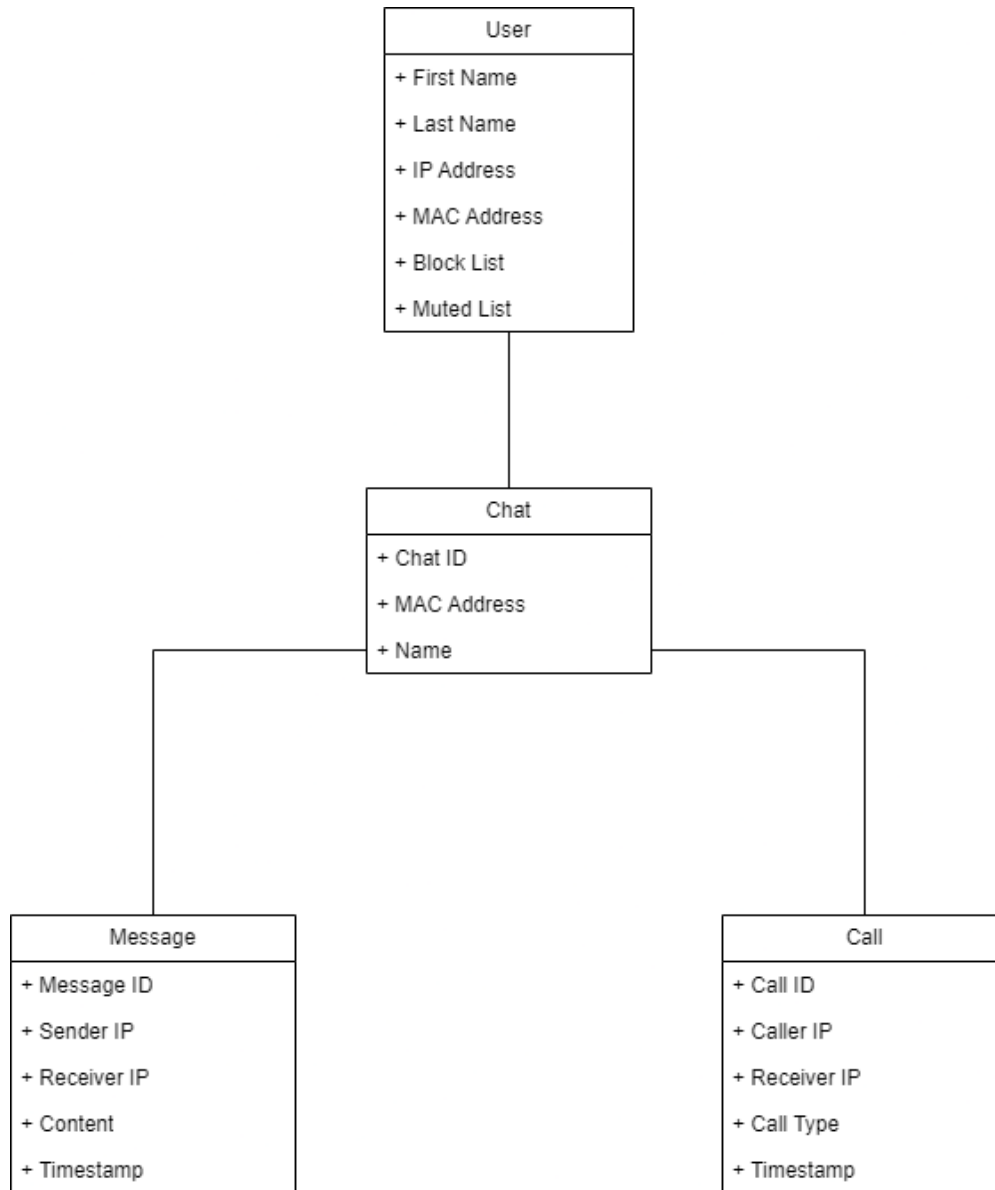 User
+ First Name
+ Last Name
+ IP Address
+ MAC Address
+ Block List
+ Muted List
Chat
+ Chat ID
+ MAC Address
+ Name
Message
+ Message ID
+ Sender IP
+ Receiver IP
+ Content
+ Timestamp
Call
+ Call ID
+ Caller IP
+ Receiver IP
+ Call Type
+ Timestamp